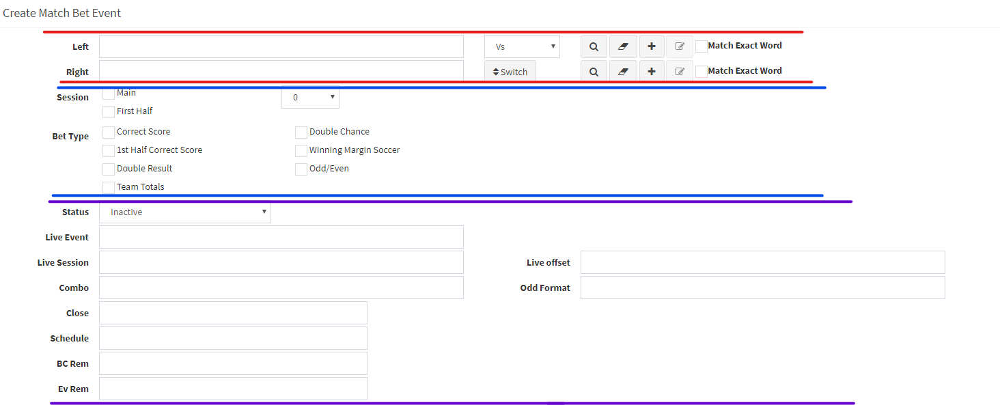 Create Match Bet Event
Left Vs Match Exact Word
Right Switch Match Exact Word
Session Main 0
First Half
Bet Type Correct Score Double Chance
1st Half Correct Score Winning Margin Soccer
Double Result Odd/Even
Team Totals
Status Inactive
Live Event
Live Session Live offset
Combo Odd Format
Close
Schedule
BC Rem
Ev Rem